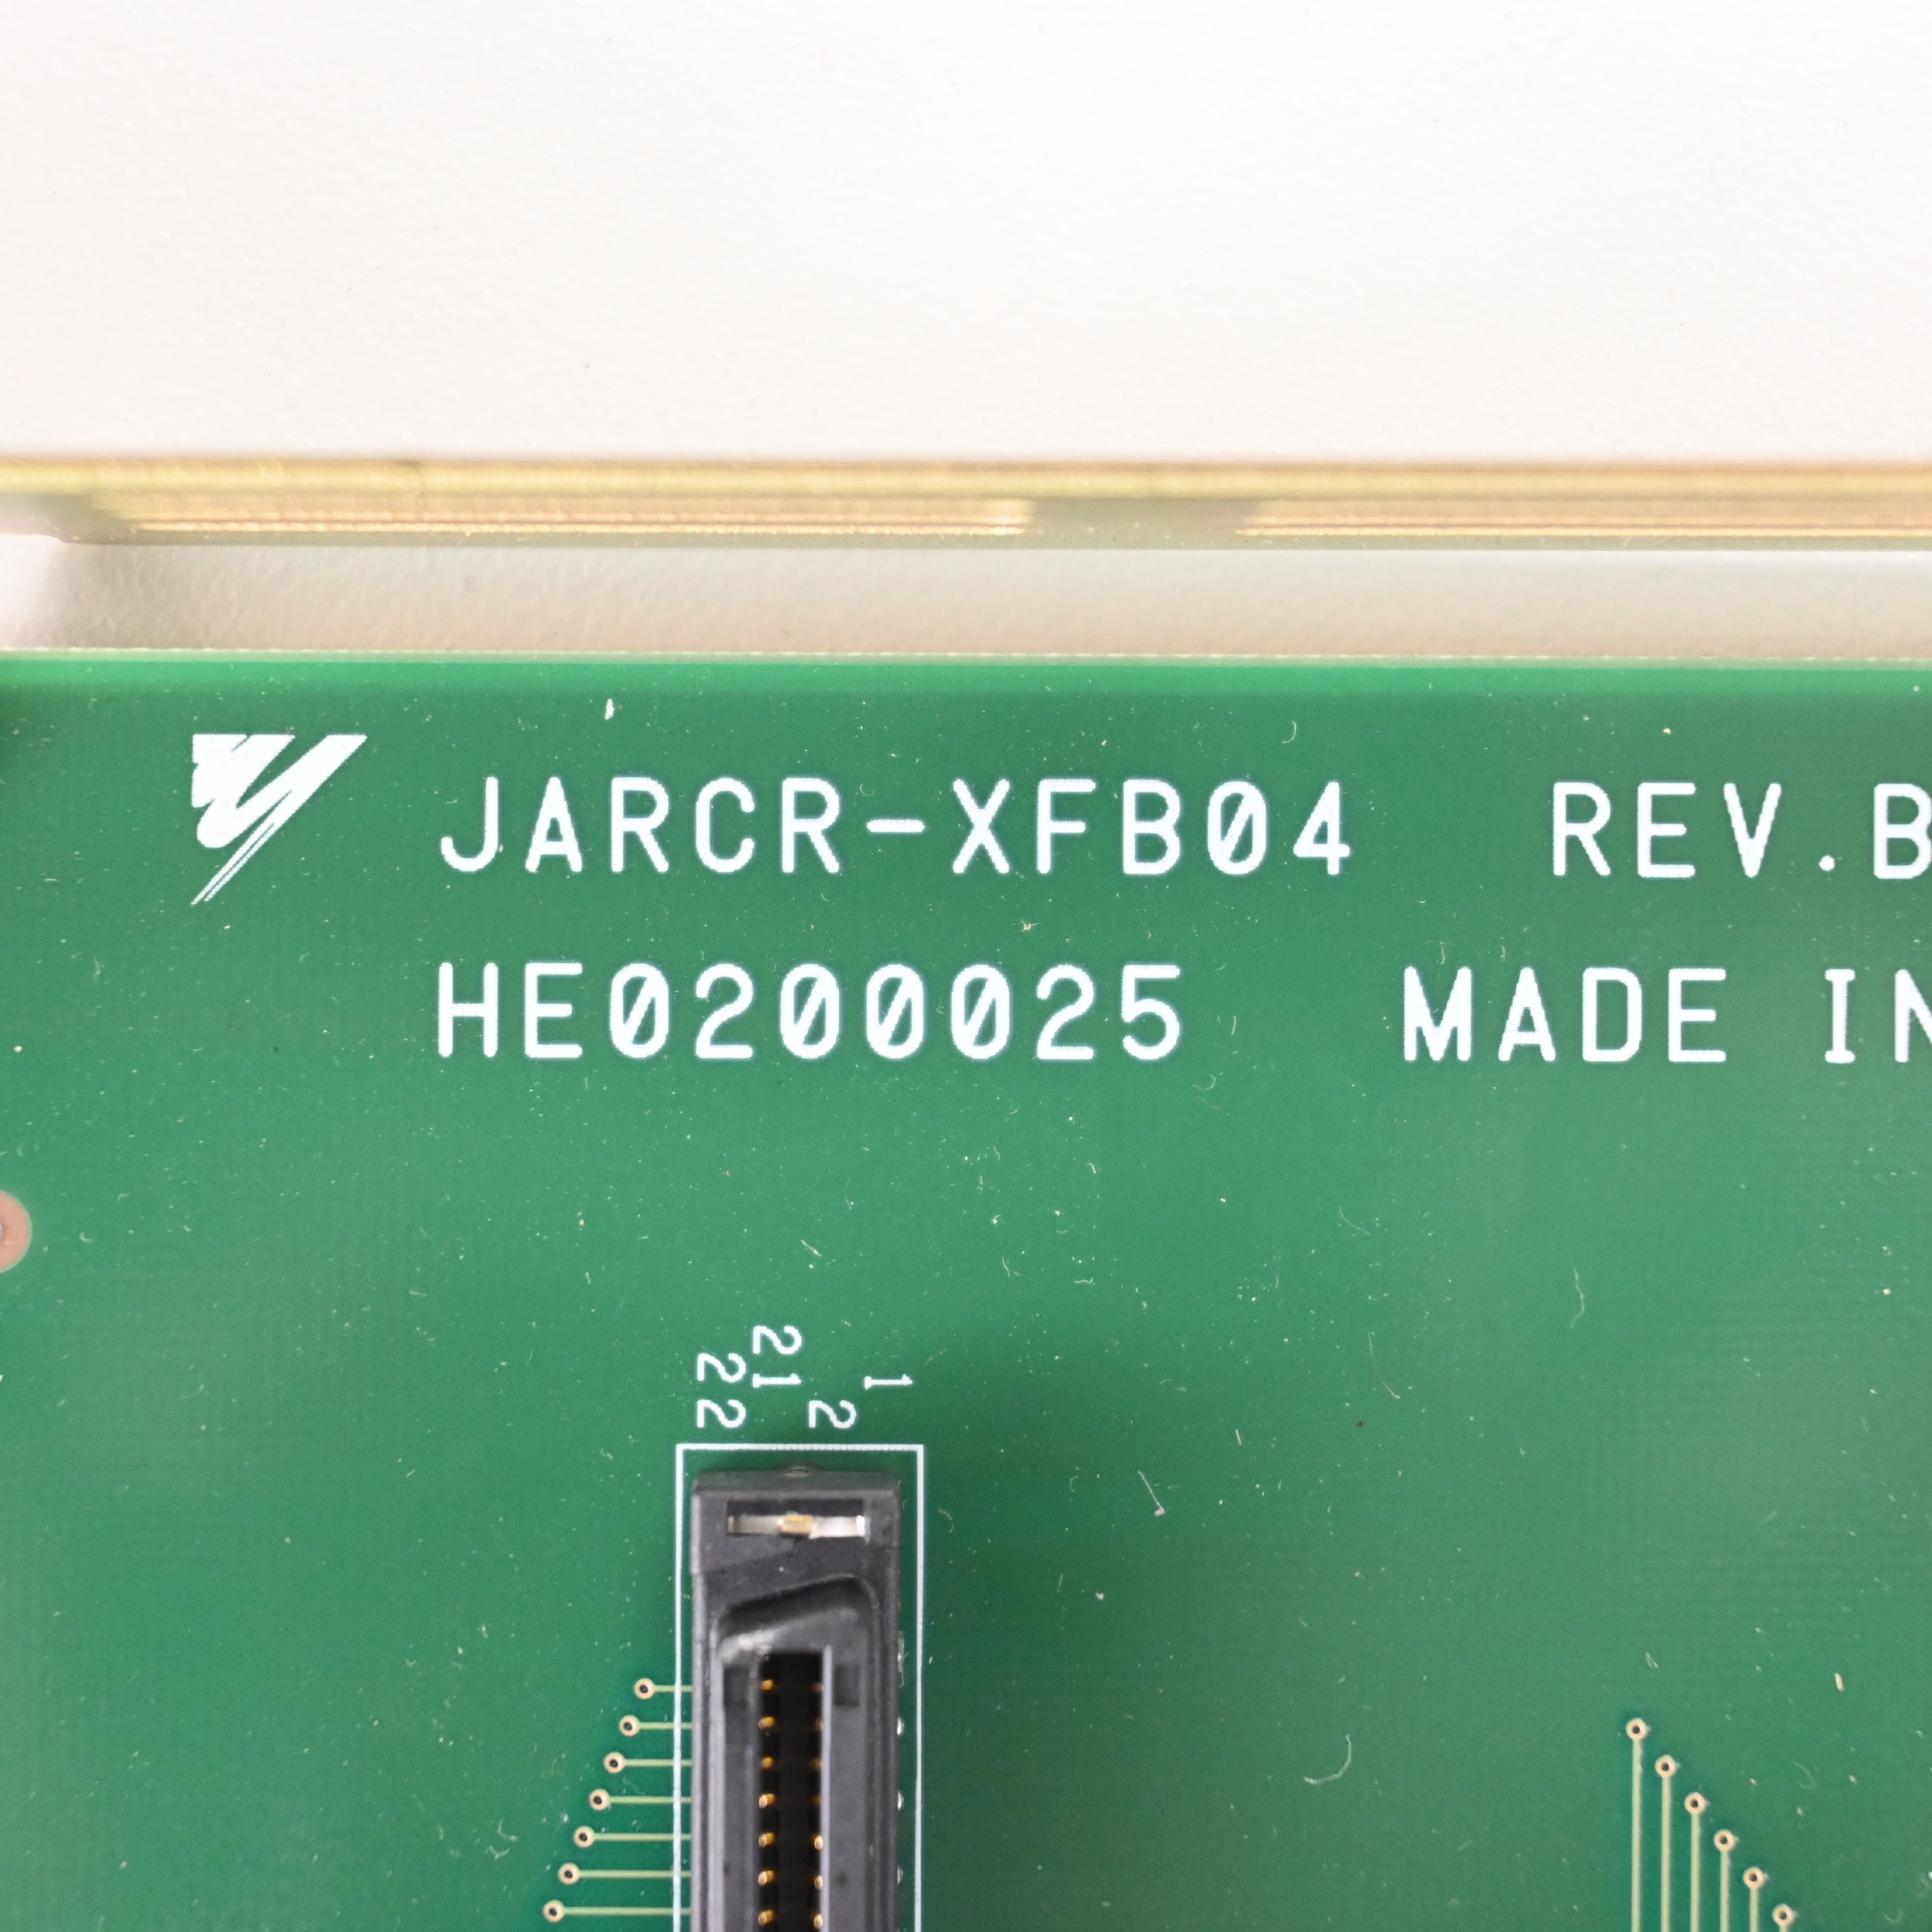 JARCR-XFB04 REV.B
HE0200025 MADE IN
21 1
22 2